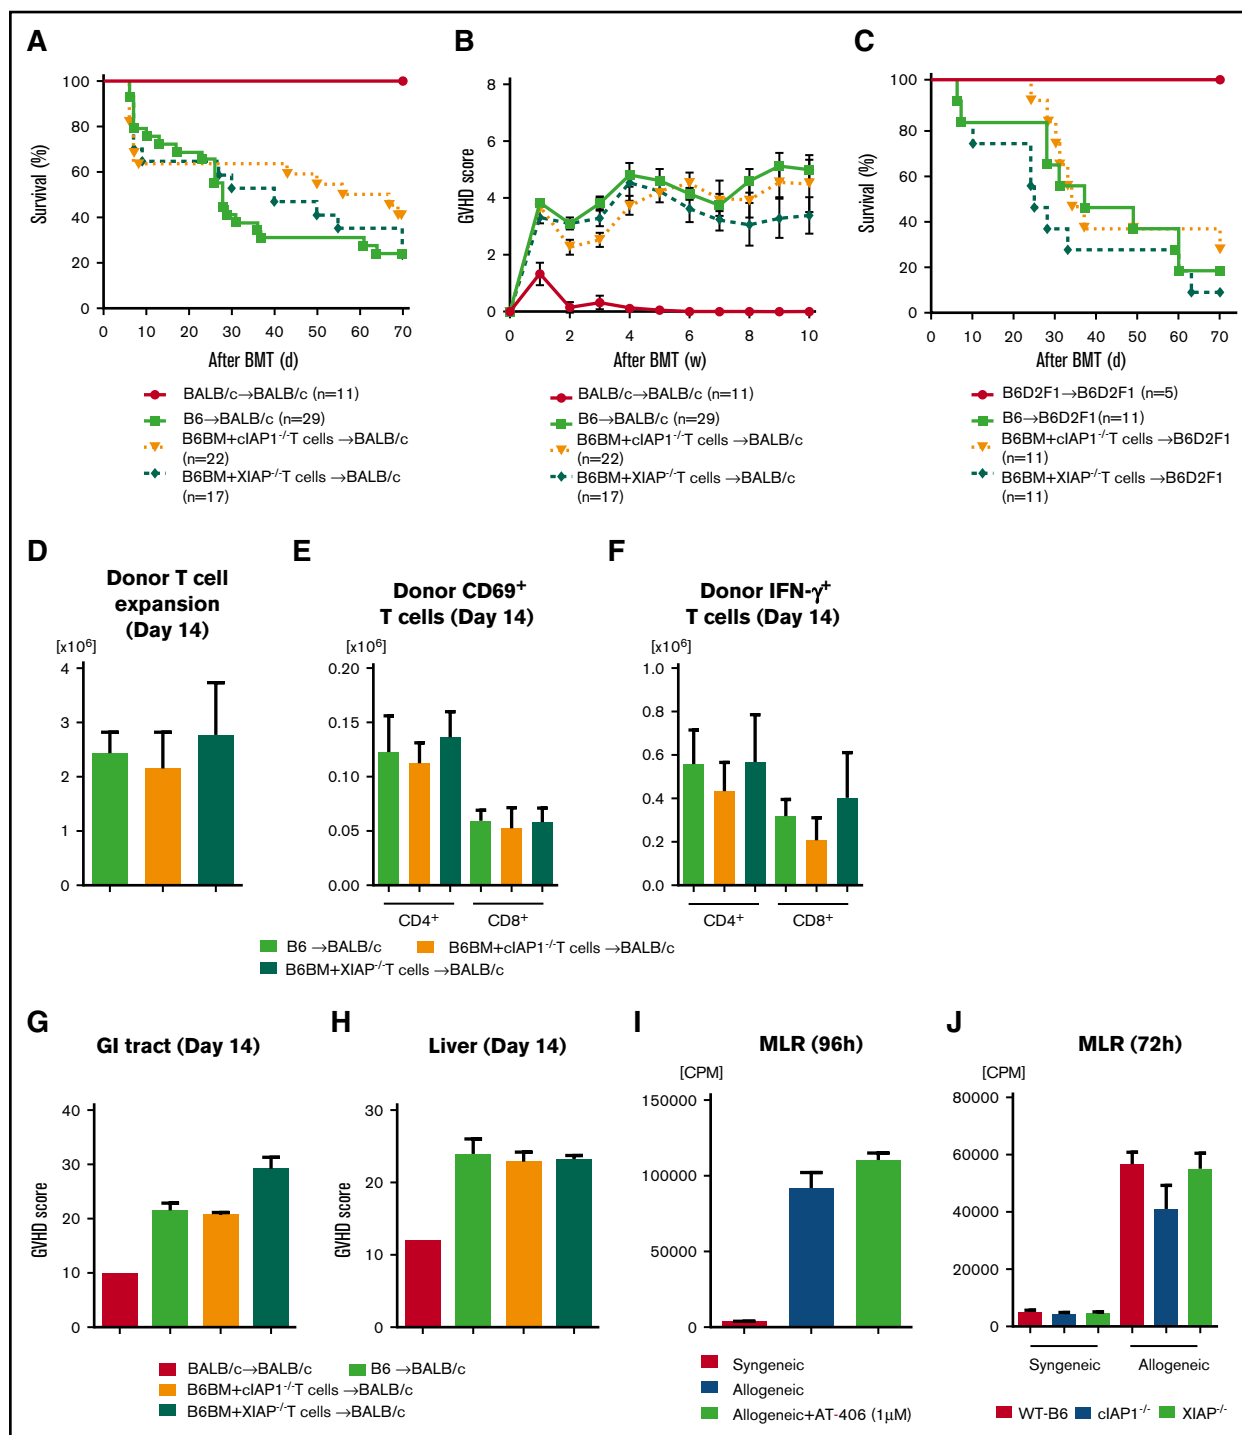 A
B
C
Survival (%)
100
80
60
40
20
0
0 10 20 30 40 50 60 70
After BMT (d)
BALB/c→BALB/c (n=11)
B6→BALB/c (n=29)
B6BM+cIAP1-/-T cells →BALB/c
(n=22)
B6BM+XIAP-/-T cells →BALB/c
(n=17)
GVHD score
8
6
4
2
0
0 2 4 6 8 10
After BMT (w)
BALB/c→BALB/c (n=11)
B6→BALB/c (n=29)
B6BM+cIAP1-/-T cells →BALB/c
(n=22)
B6BM+XIAP-/-T cells →BALB/c
(n=17)
Survival (%)
100
80
60
40
20
0
0 10 20 30 40 50 60 70
After BMT (d)
B6D2F1→B6D2F1 (n=5)
B6→B6D2F1(n=11)
B6BM+cIAP1-/-T cells →B6D2F1
(n=11)
B6BM+XIAP-/-T cells →B6D2F1
(n=11)
D
E
F
Donor T cell
expansion
(Day 14)
[x10⁶]
4
3
2
1
0
Donor CD69⁺
T cells (Day 14)
[x10⁶]
0.20
0.15
0.10
0.05
0.00
CD4⁺ CD8⁺
Donor IFN-γ⁺
T cells (Day 14)
[x10⁶]
1.0
0.8
0.6
0.4
0.2
0.0
CD4⁺ CD8⁺
B6 →BALB/c
B6BM+cIAP1-/-T cells →BALB/c
B6BM+XIAP-/-T cells →BALB/c
G
H
I
J
GI tract (Day 14)
GVHD score
40
30
20
10
0
Liver (Day 14)
GVHD score
30
20
10
0
BALB/c→BALB/c
B6 →BALB/c
B6BM+cIAP1-/-T cells →BALB/c
B6BM+XIAP-/-T cells →BALB/c
MLR (96h)
[CPM]
150000
100000
50000
0
Syngeneic
Allogeneic
Allogeneic+AT-406 (1μM)
MLR (72h)
[CPM]
80000
60000
40000
20000
0
Syngeneic Allogeneic
WT-B6 cIAP1-/- XIAP-/-